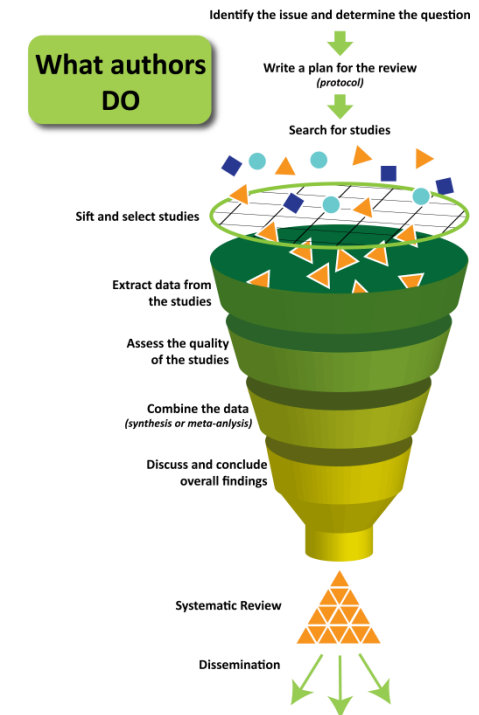 Identify the issue and determine the question
What authors
DO
Write a plan for the review
(protocol)
Search for studies
Sift and select studies
Extract data from
the studies
Assess the quality
of the studies
Combine the data
(synthesis or meta-anlysis)
Discuss and conclude
overall findings
Systematic Review
Dissemination